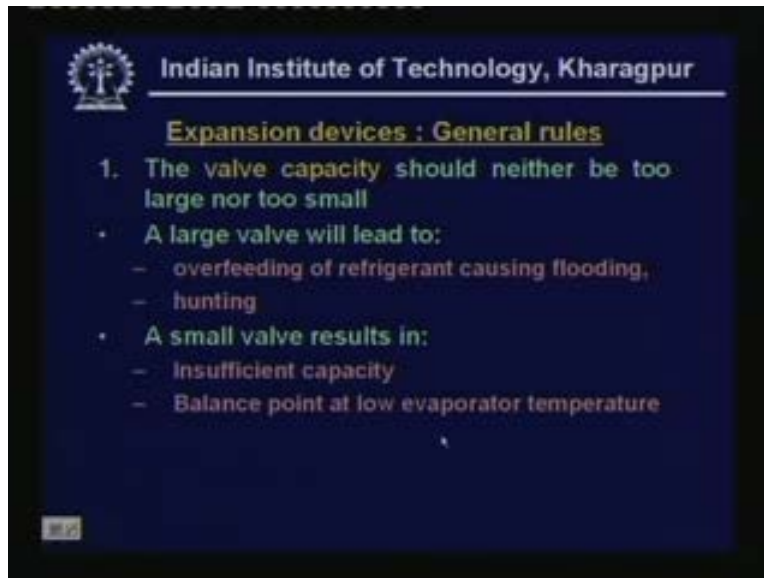 Indian Institute of Technology, Kharagpur
Expansion devices : General rules
1. The valve capacity should neither be too
large nor too small
• A large valve will lead to:
– overfeeding of refrigerant causing flooding,
– hunting
• A small valve results in:
– Insufficient capacity
– Balance point at low evaporator temperature